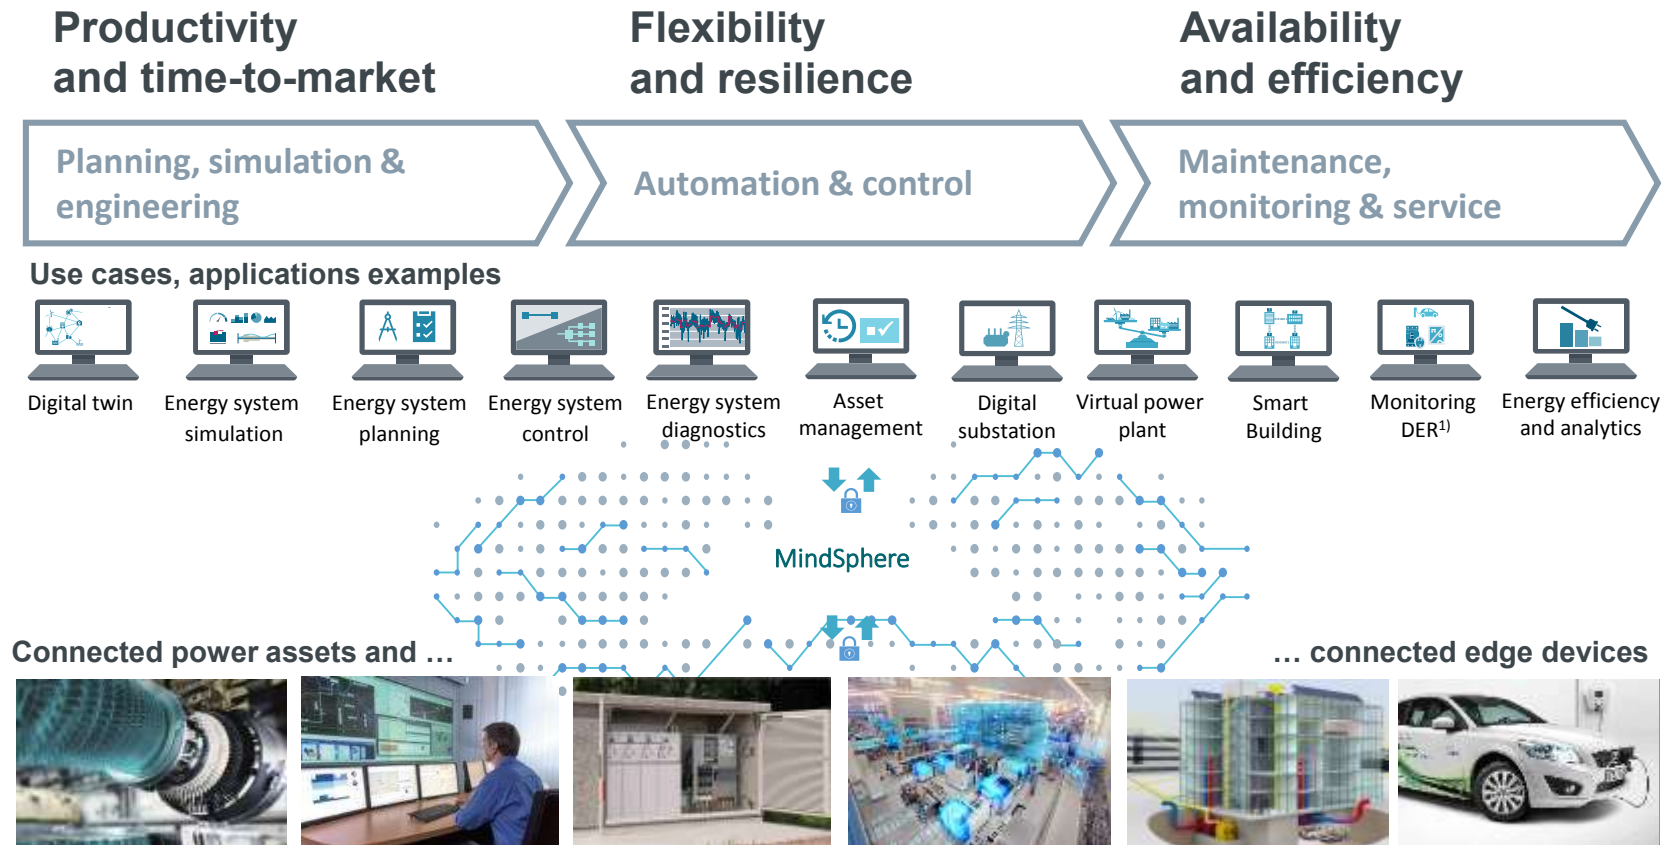 Productivity
and time-to-market
Flexibility
and resilience
Availability
and efficiency
Planning, simulation &
engineering
Automation & control
Maintenance,
monitoring & service
Use cases, applications examples
Digital twin
Energy system
simulation
Energy system
planning
Energy system
control
Energy system
diagnostics
Asset
management
Digital
substation
Virtual power
plant
Smart
Building
Monitoring
DER1)
Energy efficiency
and analytics
MindSphere
Connected power assets and …
… connected edge devices